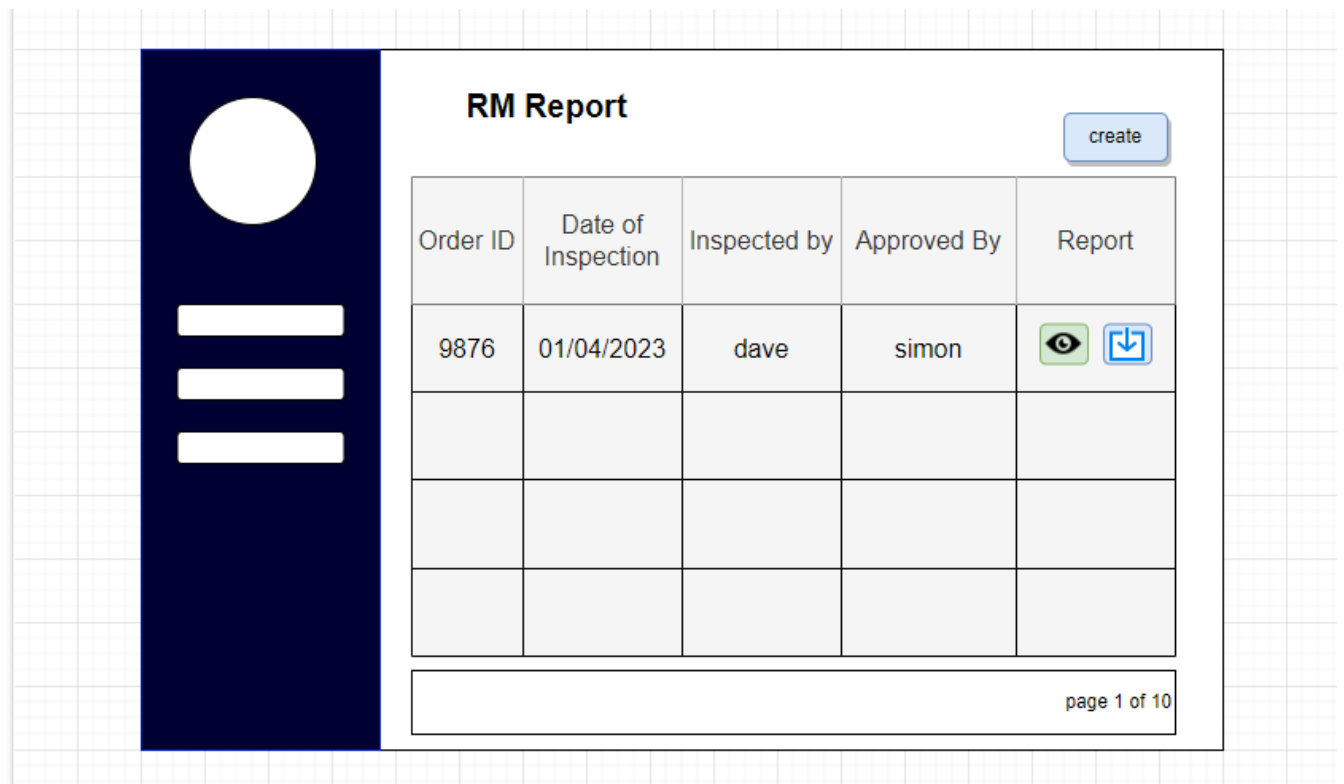 RM Report
create
Order ID
Date of
Inspection
Inspected by
Approved By
Report
9876
01/04/2023
dave
simon
page 1 of 10